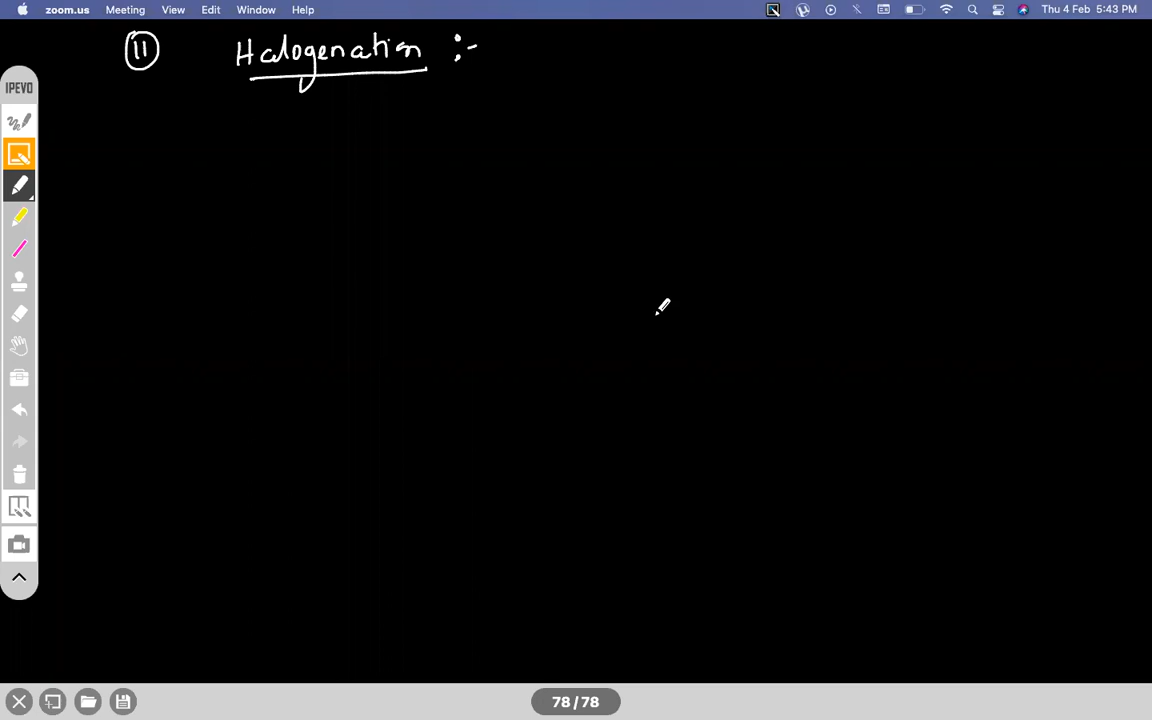 zoom.us Meeting View Edit Window Help Thu 4 Feb 5:43 PM
11 Halogenation :-
IPEVO
78 / 78